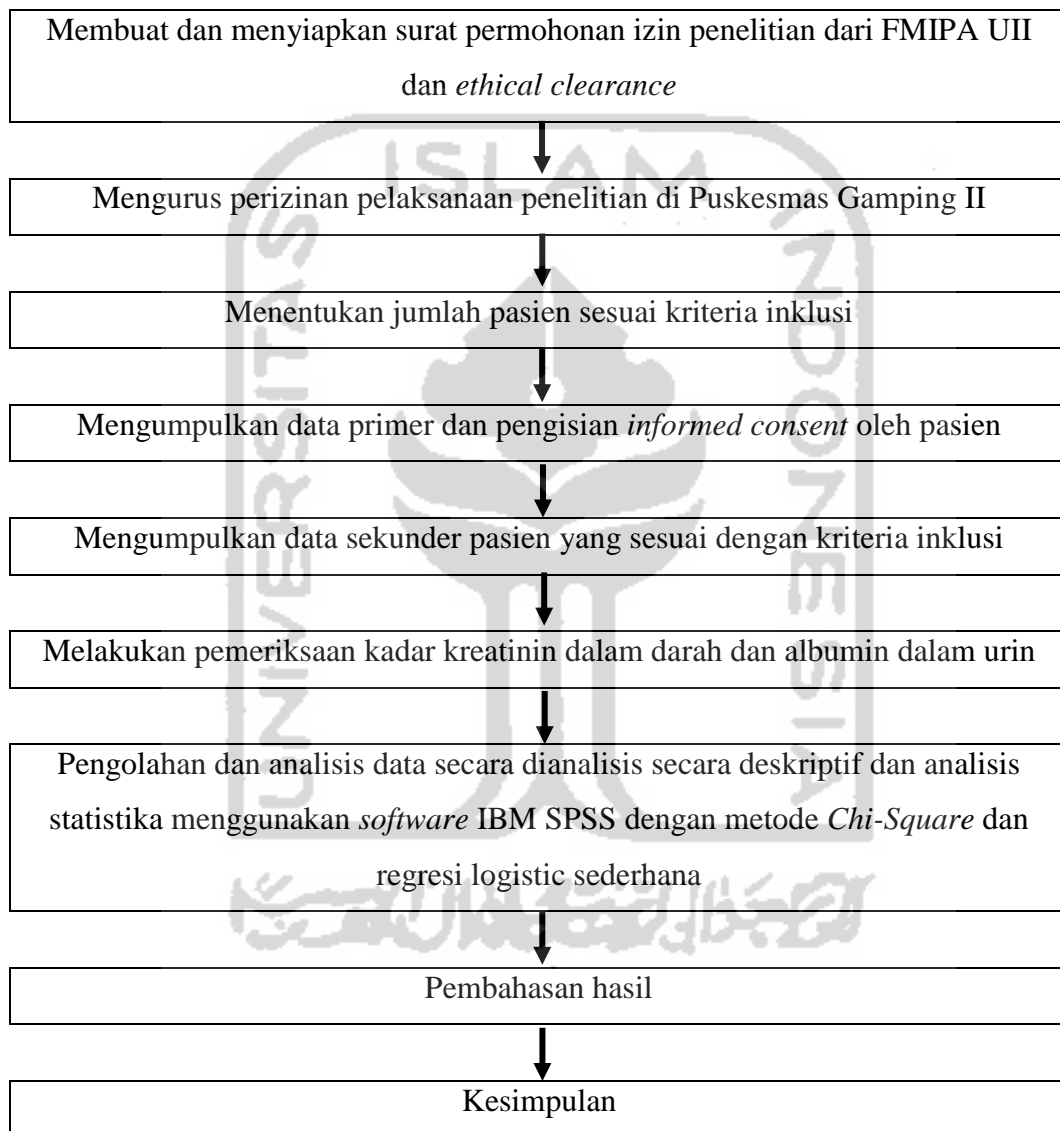 Membuat dan menyiapkan surat permohonan izin penelitian dari FMIPA UII
dan ethical clearance
Mengurus perizinan pelaksanaan penelitian di Puskesmas Gamping II
Menentukan jumlah pasien sesuai kriteria inklusi
Mengumpulkan data primer dan pengisian informed consent oleh pasien
Mengumpulkan data sekunder pasien yang sesuai dengan kriteria inklusi
Melakukan pemeriksaan kadar kreatinin dalam darah dan albumin dalam urin
Pengolahan dan analisis data secara dianalisis secara deskriptif dan analisis
statistika menggunakan software IBM SPSS dengan metode Chi-Square dan
regresi logistic sederhana
Pembahasan hasil
Kesimpulan
UNIVERSITAS
ISLAM
INDONESIA